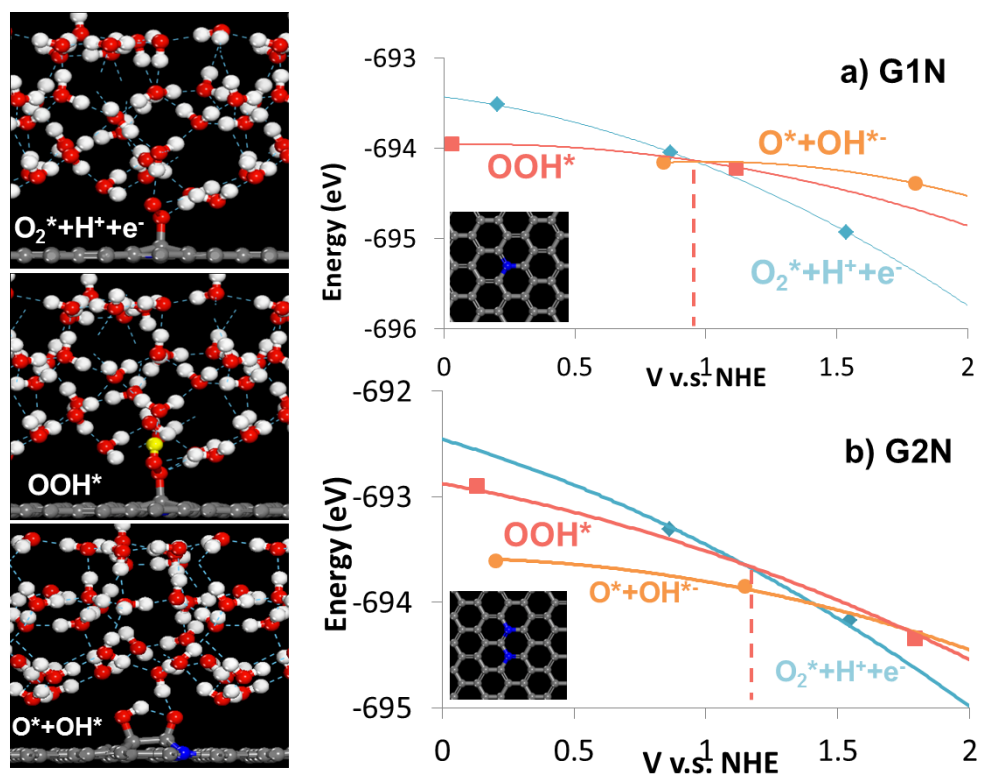 O₂*+H⁺+e⁻
OOH*
O*+OH*
a) G1N
Energy (eV)
-693
-694
-695
-696
OOH*
O*+OH*⁻
O₂*+H⁺+e⁻
0
0.5
1
1.5
2
V v.s. NHE
b) G2N
Energy (eV)
-692
-693
-694
-695
OOH*
O*+OH*⁻
O₂*+H⁺+e⁻
0
0.5
1
1.5
2
V v.s. NHE